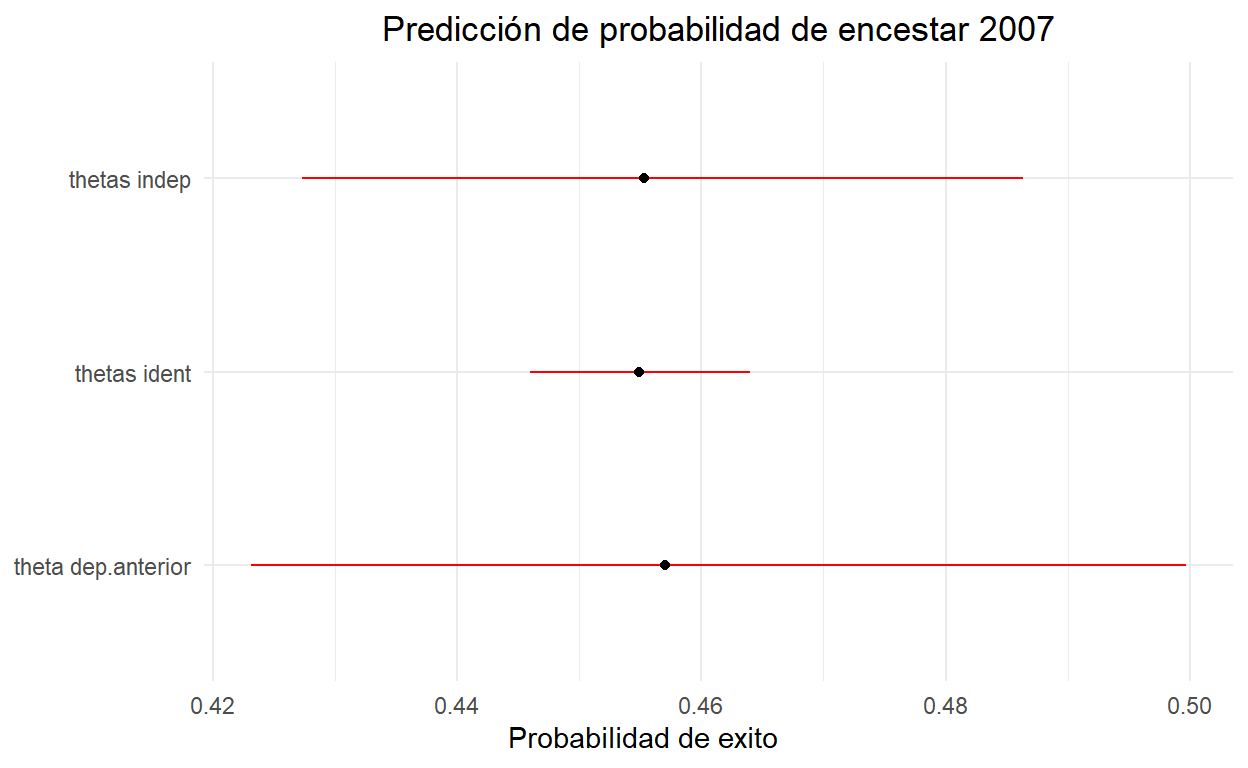 Predicción de probabilidad de encestar 2007
thetas indep
thetas ident
theta dep.anterior
0.42 0.44 0.46 0.48 0.50
Probabilidad de exito